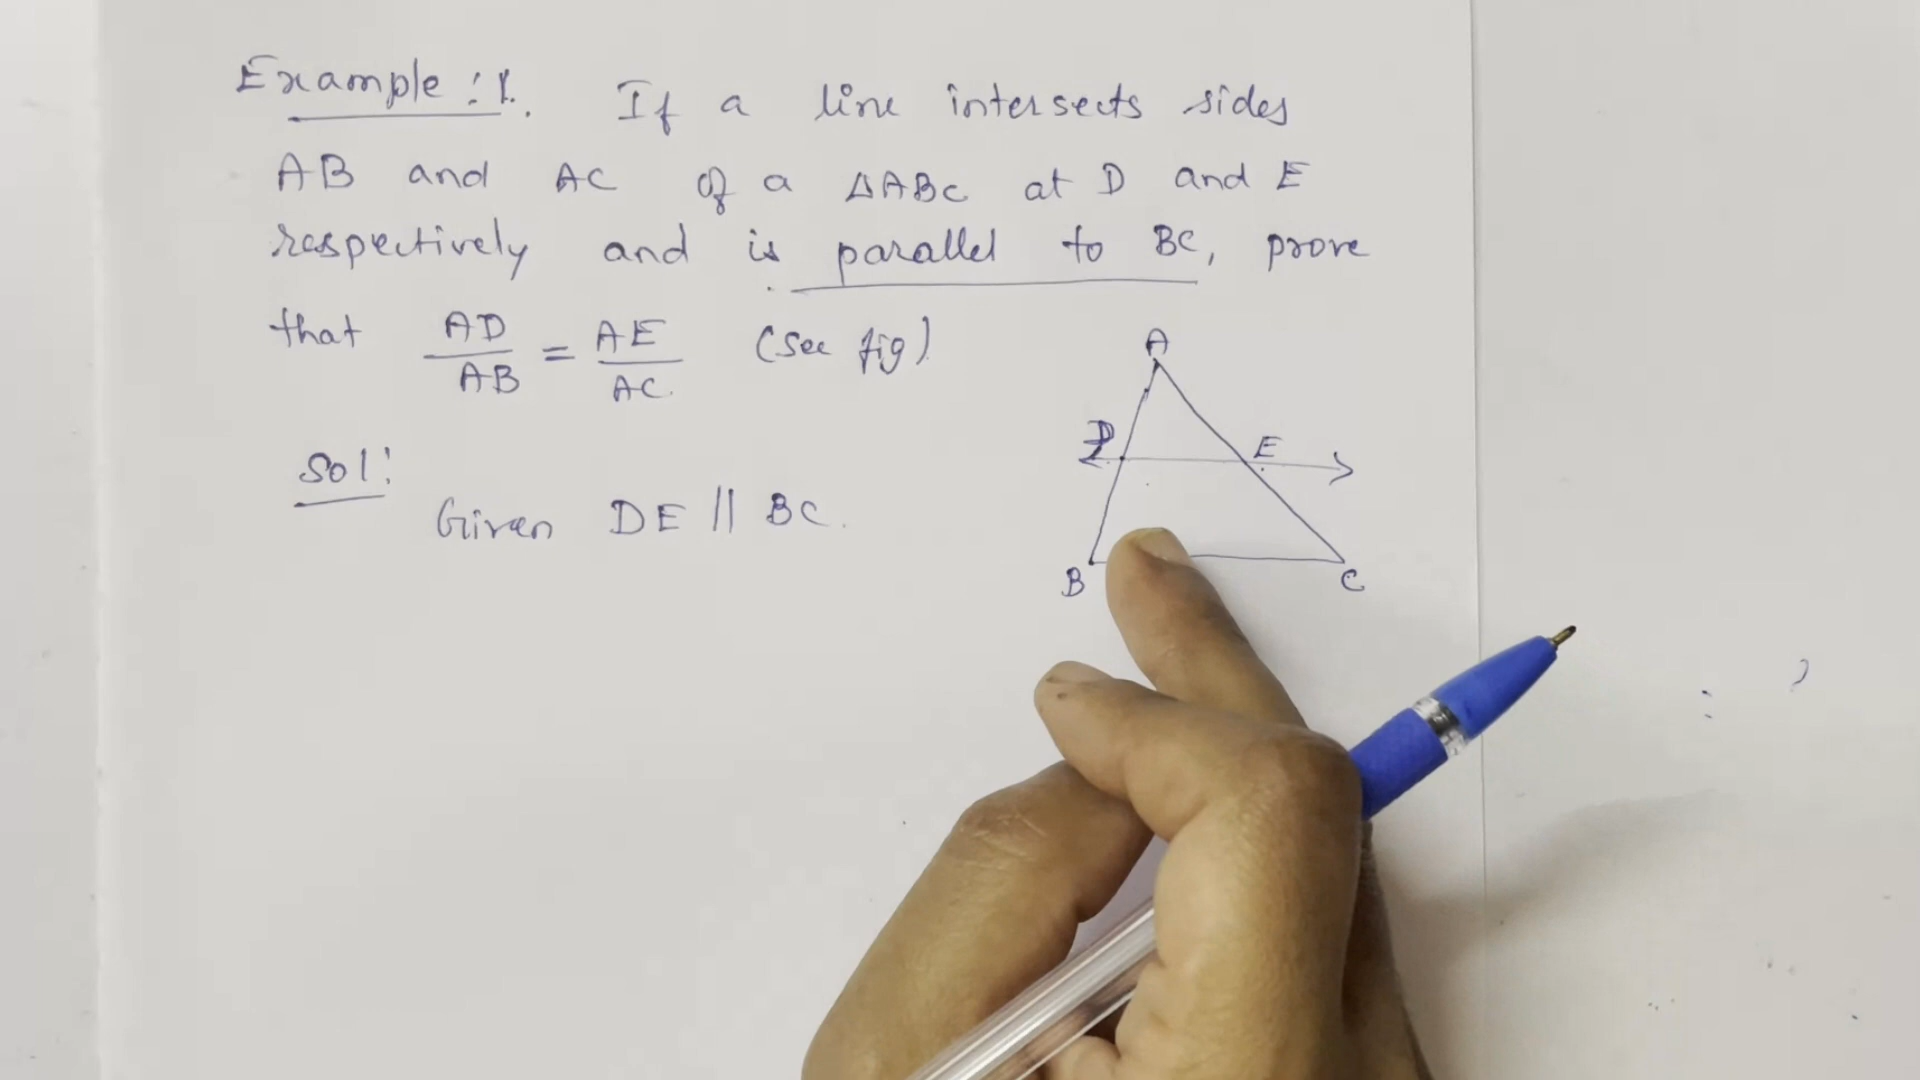 Example : 1. If a line intersects sides
AB and AC of a ΔABC at D and E
respectively and is parallel to BC, prove
that AD/AB = AE/AC (see fig)
A
D E
Sol:
Given DE || BC.
B C